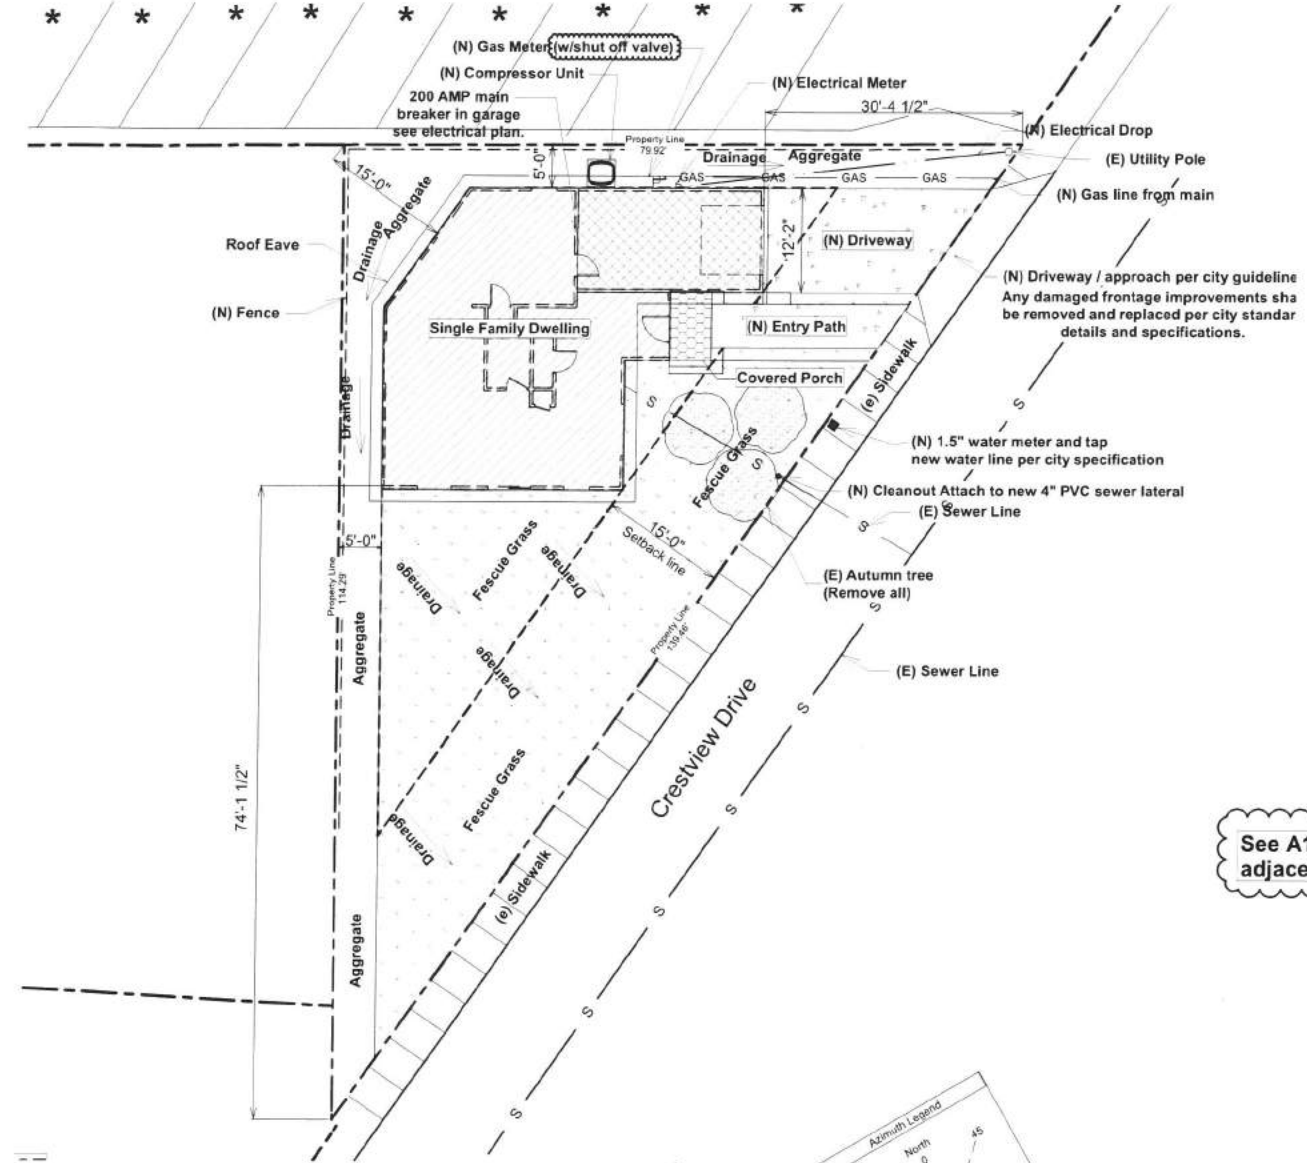 * * * * * * * * *
(N) Gas Meter (w/shut off valve)
(N) Compressor Unit
200 AMP main
breaker in garage
see electrical plan.
(N) Electrical Meter
30'-4 1/2"
(N) Electrical Drop
(E) Utility Pole
(N) Gas line from main
Property Line
79.92'
5'-0"
Drainage
Aggregate
GAS GAS GAS GAS
15'-0"
Aggregate
Drainage
Roof Eave
(N) Fence
12'-2"
(N) Driveway
(N) Driveway / approach per city guideline
Any damaged frontage improvements sha
be removed and replaced per city standar
details and specifications.
Single Family Dwelling
(N) Entry Path
Covered Porch
(e) Sidewalk
Drainage
S
S
S
S
Fescue Grass
(N) 1.5" water meter and tap
new water line per city specification
(N) Cleanout Attach to new 4" PVC sewer lateral
S
(E) Sewer Line
S
5'-0"
15'-0"
Setback line
Fescue Grass
Drainage
Drainage
Property Line
114.29'
(E) Autumn tree
(Remove all)
S
Aggregate
Property Line
139.46'
Drainage
(E) Sewer Line
S
Crestview Drive
74'-1 1/2"
Fescue Grass
Drainage
S
See A1
adjace
(e) Sidewalk
Aggregate
S
S
S
Azimuth Legend
North
0
45